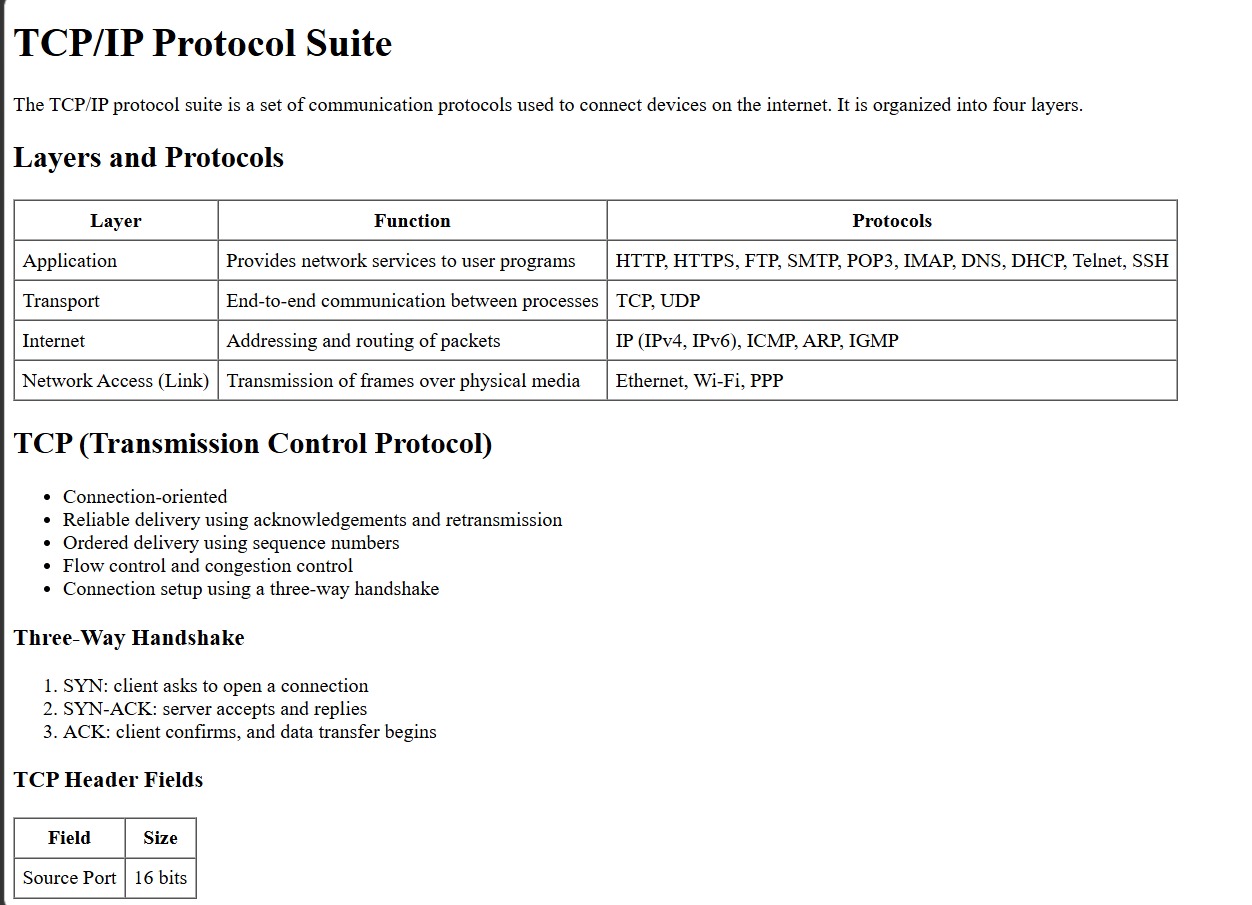 TCP/IP Protocol Suite
The TCP/IP protocol suite is a set of communication protocols used to connect devices on the internet. It is organized into four layers.
Layers and Protocols
Layer Function Protocols
Application Provides network services to user programs HTTP, HTTPS, FTP, SMTP, POP3, IMAP, DNS, DHCP, Telnet, SSH
Transport End-to-end communication between processes TCP, UDP
Internet Addressing and routing of packets IP (IPv4, IPv6), ICMP, ARP, IGMP
Network Access (Link) Transmission of frames over physical media Ethernet, Wi-Fi, PPP
TCP (Transmission Control Protocol)
• Connection-oriented
• Reliable delivery using acknowledgements and retransmission
• Ordered delivery using sequence numbers
• Flow control and congestion control
• Connection setup using a three-way handshake
Three-Way Handshake
1. SYN: client asks to open a connection
2. SYN-ACK: server accepts and replies
3. ACK: client confirms, and data transfer begins
TCP Header Fields
Field Size
Source Port 16 bits